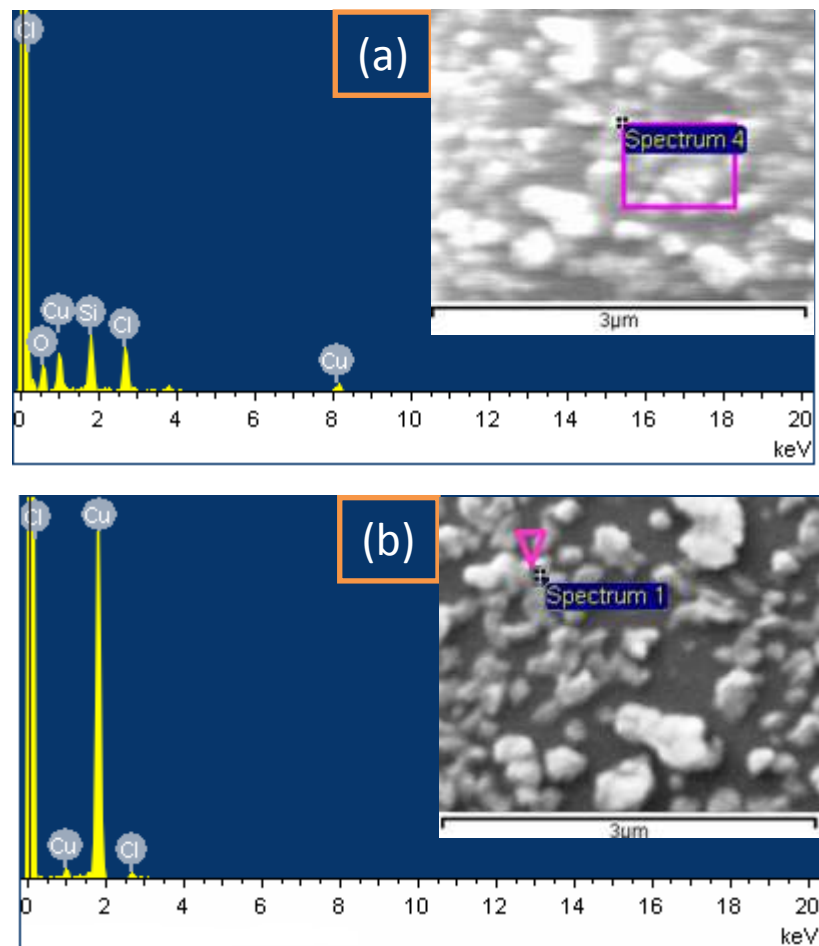 Cl
(a)
Spectrum 4
Cu Si Cl
O
Cu
3µm
0 2 4 6 8 10 12 14 16 18 20
keV
Cl Cu
(b)
Spectrum 1
Cu Cl
3µm
0 2 4 6 8 10 12 14 16 18 20
keV